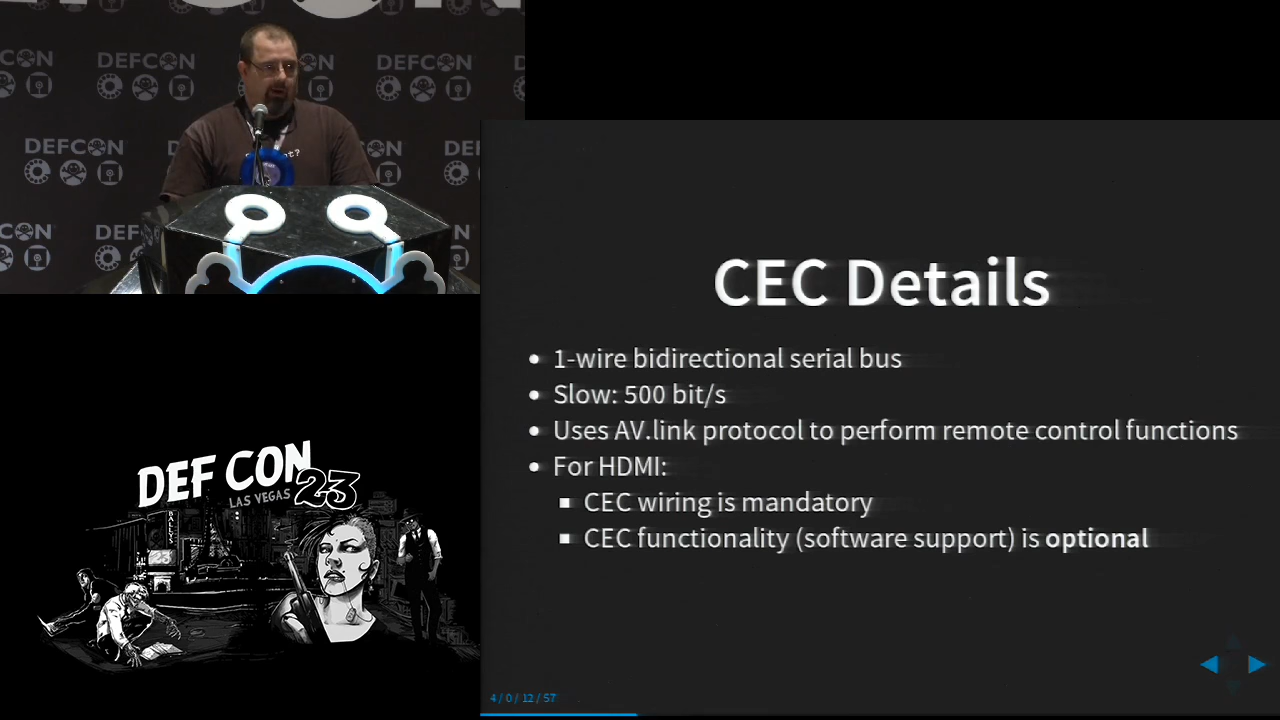 DEFCON
DEFCON
DEFCON
DEFCON
CEC Details
1-wire bidirectional serial bus
Slow: 500 bit/s
Uses AV.link protocol to perform remote control functions
For HDMI:
CEC wiring is mandatory
CEC functionality (software support) is optional
DEF CON 23
LAS VEGAS
BALLY'S
4 / 0 / 12 / 57